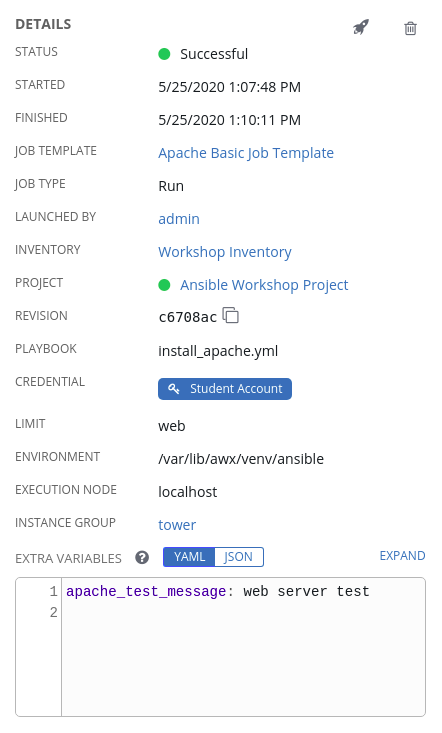 DETAILS
STATUS Successful
STARTED 5/25/2020 1:07:48 PM
FINISHED 5/25/2020 1:10:11 PM
JOB TEMPLATE Apache Basic Job Template
JOB TYPE Run
LAUNCHED BY admin
INVENTORY Workshop Inventory
PROJECT Ansible Workshop Project
REVISION c6708ac
PLAYBOOK install_apache.yml
CREDENTIAL Student Account
LIMIT web
ENVIRONMENT /var/lib/awx/venv/ansible
EXECUTION NODE localhost
INSTANCE GROUP tower
EXTRA VARIABLES ? YAML JSON EXPAND
1 apache_test_message: web server test
2